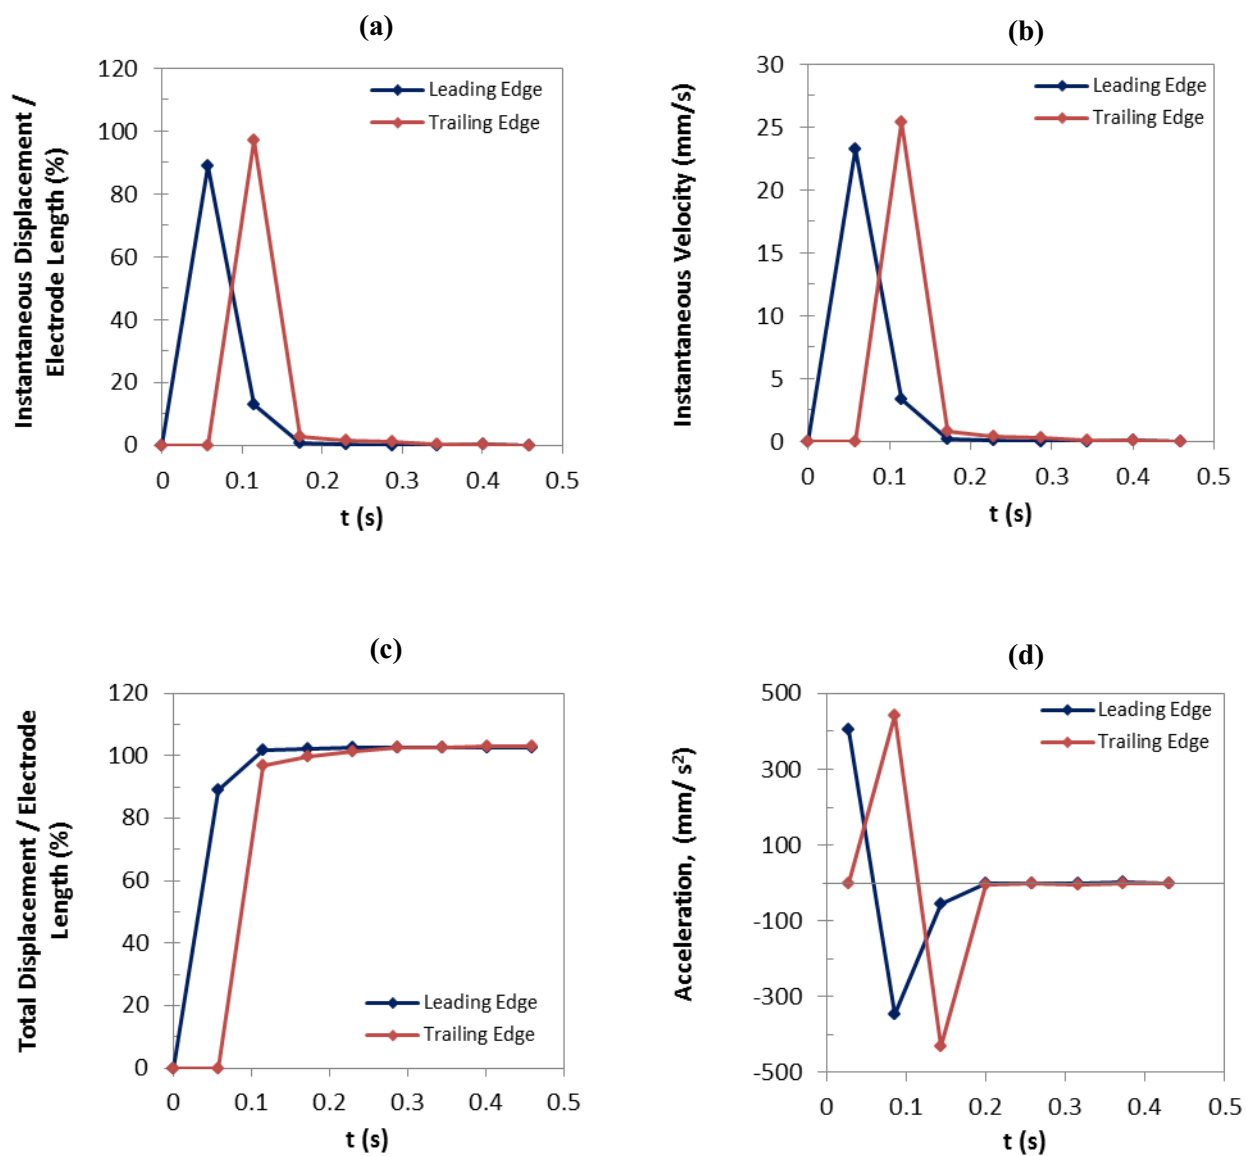 (a)
Instantaneous Displacement /
Electrode Length (%)
120
100
80
60
40
20
0
Leading Edge
Trailing Edge
0 0.1 0.2 0.3 0.4 0.5
t (s)
(b)
Instantaneous Velocity (mm/s)
30
25
20
15
10
5
0
Leading Edge
Trailing Edge
0 0.1 0.2 0.3 0.4 0.5
t (s)
(c)
Total Displacement / Electrode
Length (%)
120
100
80
60
40
20
0
Leading Edge
Trailing Edge
0 0.1 0.2 0.3 0.4 0.5
t (s)
(d)
Acceleration, (mm/ s²)
500
300
100
-100
-300
-500
Leading Edge
Trailing Edge
0 0.1 0.2 0.3 0.4 0.5
t (s)